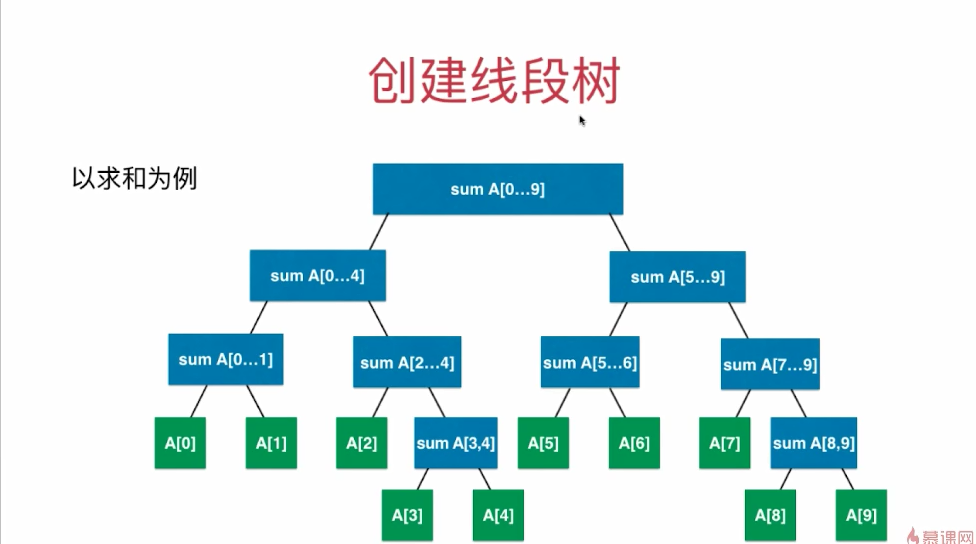 创建线段树
以求和为例
sum A[0...9]
sum A[0...4]
sum A[5...9]
sum A[0...1]
sum A[2...4]
sum A[5...6]
sum A[7...9]
A[0]
A[1]
A[2]
sum A[3,4]
A[5]
A[6]
A[7]
sum A[8,9]
A[3]
A[4]
A[8]
A[9]
慕课网